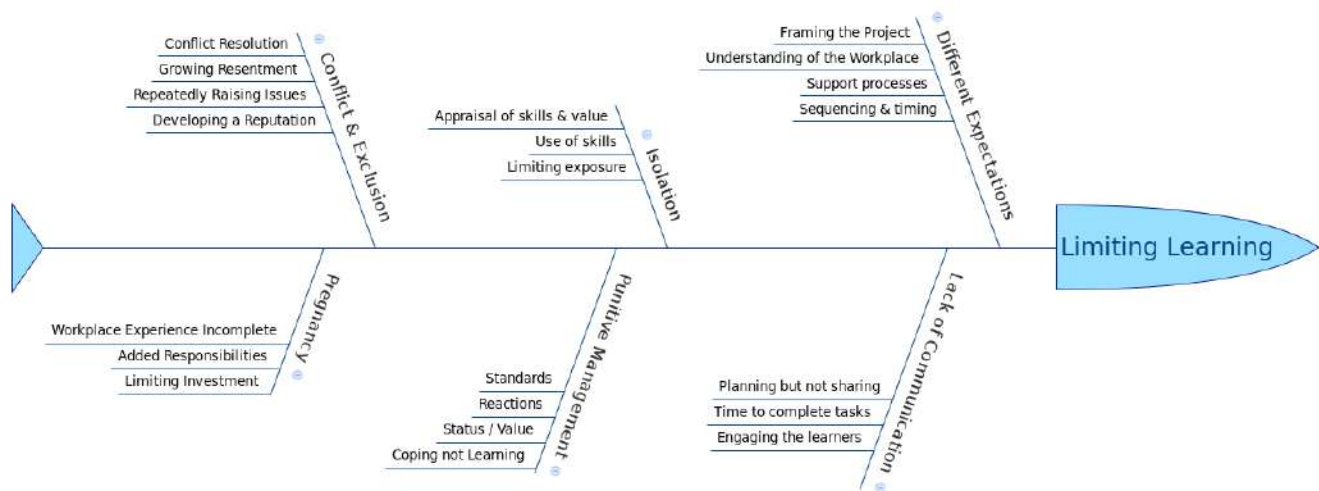 Conflict & Exclusion
Conflict Resolution
Growing Resentment
Repeatedly Raising Issues
Developing a Reputation
Isolation
Appraisal of skills & value
Use of skills
Limiting exposure
Different Expectations
Framing the Project
Understanding of the Workplace
Support processes
Sequencing & timing
Limiting Learning
Pregnancy
Workplace Experience Incomplete
Added Responsibilities
Limiting Investment
Punitive Management
Standards
Reactions
Status / Value
Coping not Learning
Lack of Communication
Planning but not sharing
Time to complete tasks
Engaging the learners